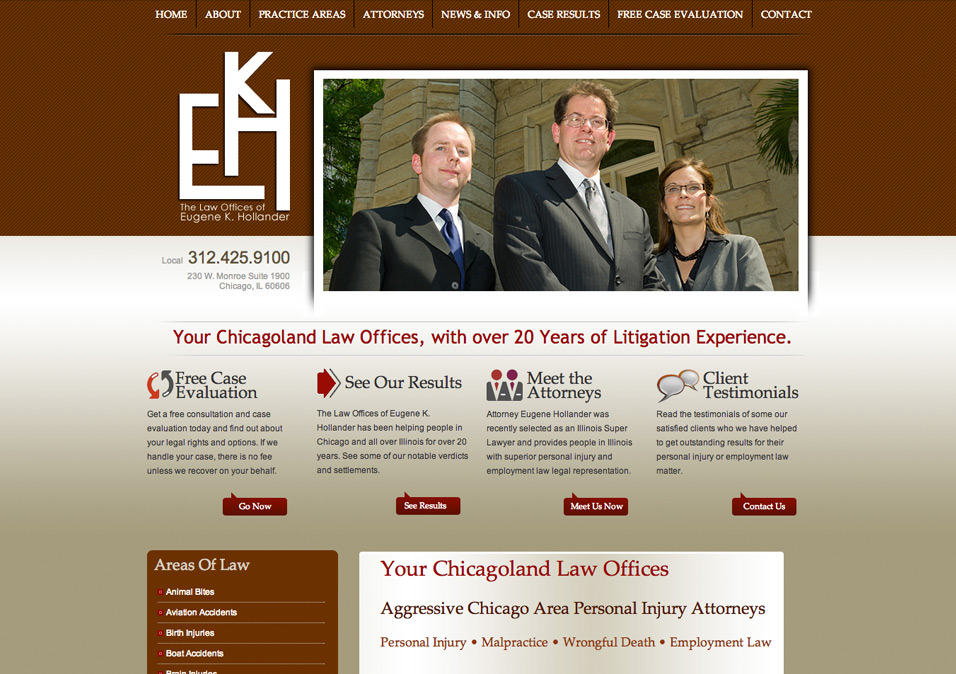 HOME ABOUT PRACTICE AREAS ATTORNEYS NEWS & INFO CASE RESULTS FREE CASE EVALUATION CONTACT
EKH
The Law Offices of
Eugene K. Hollander
Local 312.425.9100
230 W. Monroe Suite 1900
Chicago, IL 60606
Your Chicagoland Law Offices, with over 20 Years of Litigation Experience.
Free Case
Evaluation
Get a free consultation and case
evaluation today and find out about
your legal rights and options. If we
handle your case, there is no fee
unless we recover on your behalf.
Go Now
See Our Results
The Law Offices of Eugene K.
Hollander has been helping people in
Chicago and all over Illinois for over 20
years. See some of our notable verdicts
and settlements.
See Results
Meet the
Attorneys
Attorney Eugene Hollander was
recently selected as an Illinois Super
Lawyer and provides people in Illinois
with superior personal injury and
employment law legal representation.
Meet Us Now
Client
Testimonials
Read the testimonials of some our
satisfied clients who we have helped
to get outstanding results for their
personal injury or employment law
matter.
Contact Us
Areas Of Law
Animal Bites
Aviation Accidents
Birth Injuries
Boat Accidents
Brain Injuries
Your Chicagoland Law Offices
Aggressive Chicago Area Personal Injury Attorneys
Personal Injury • Malpractice • Wrongful Death • Employment Law